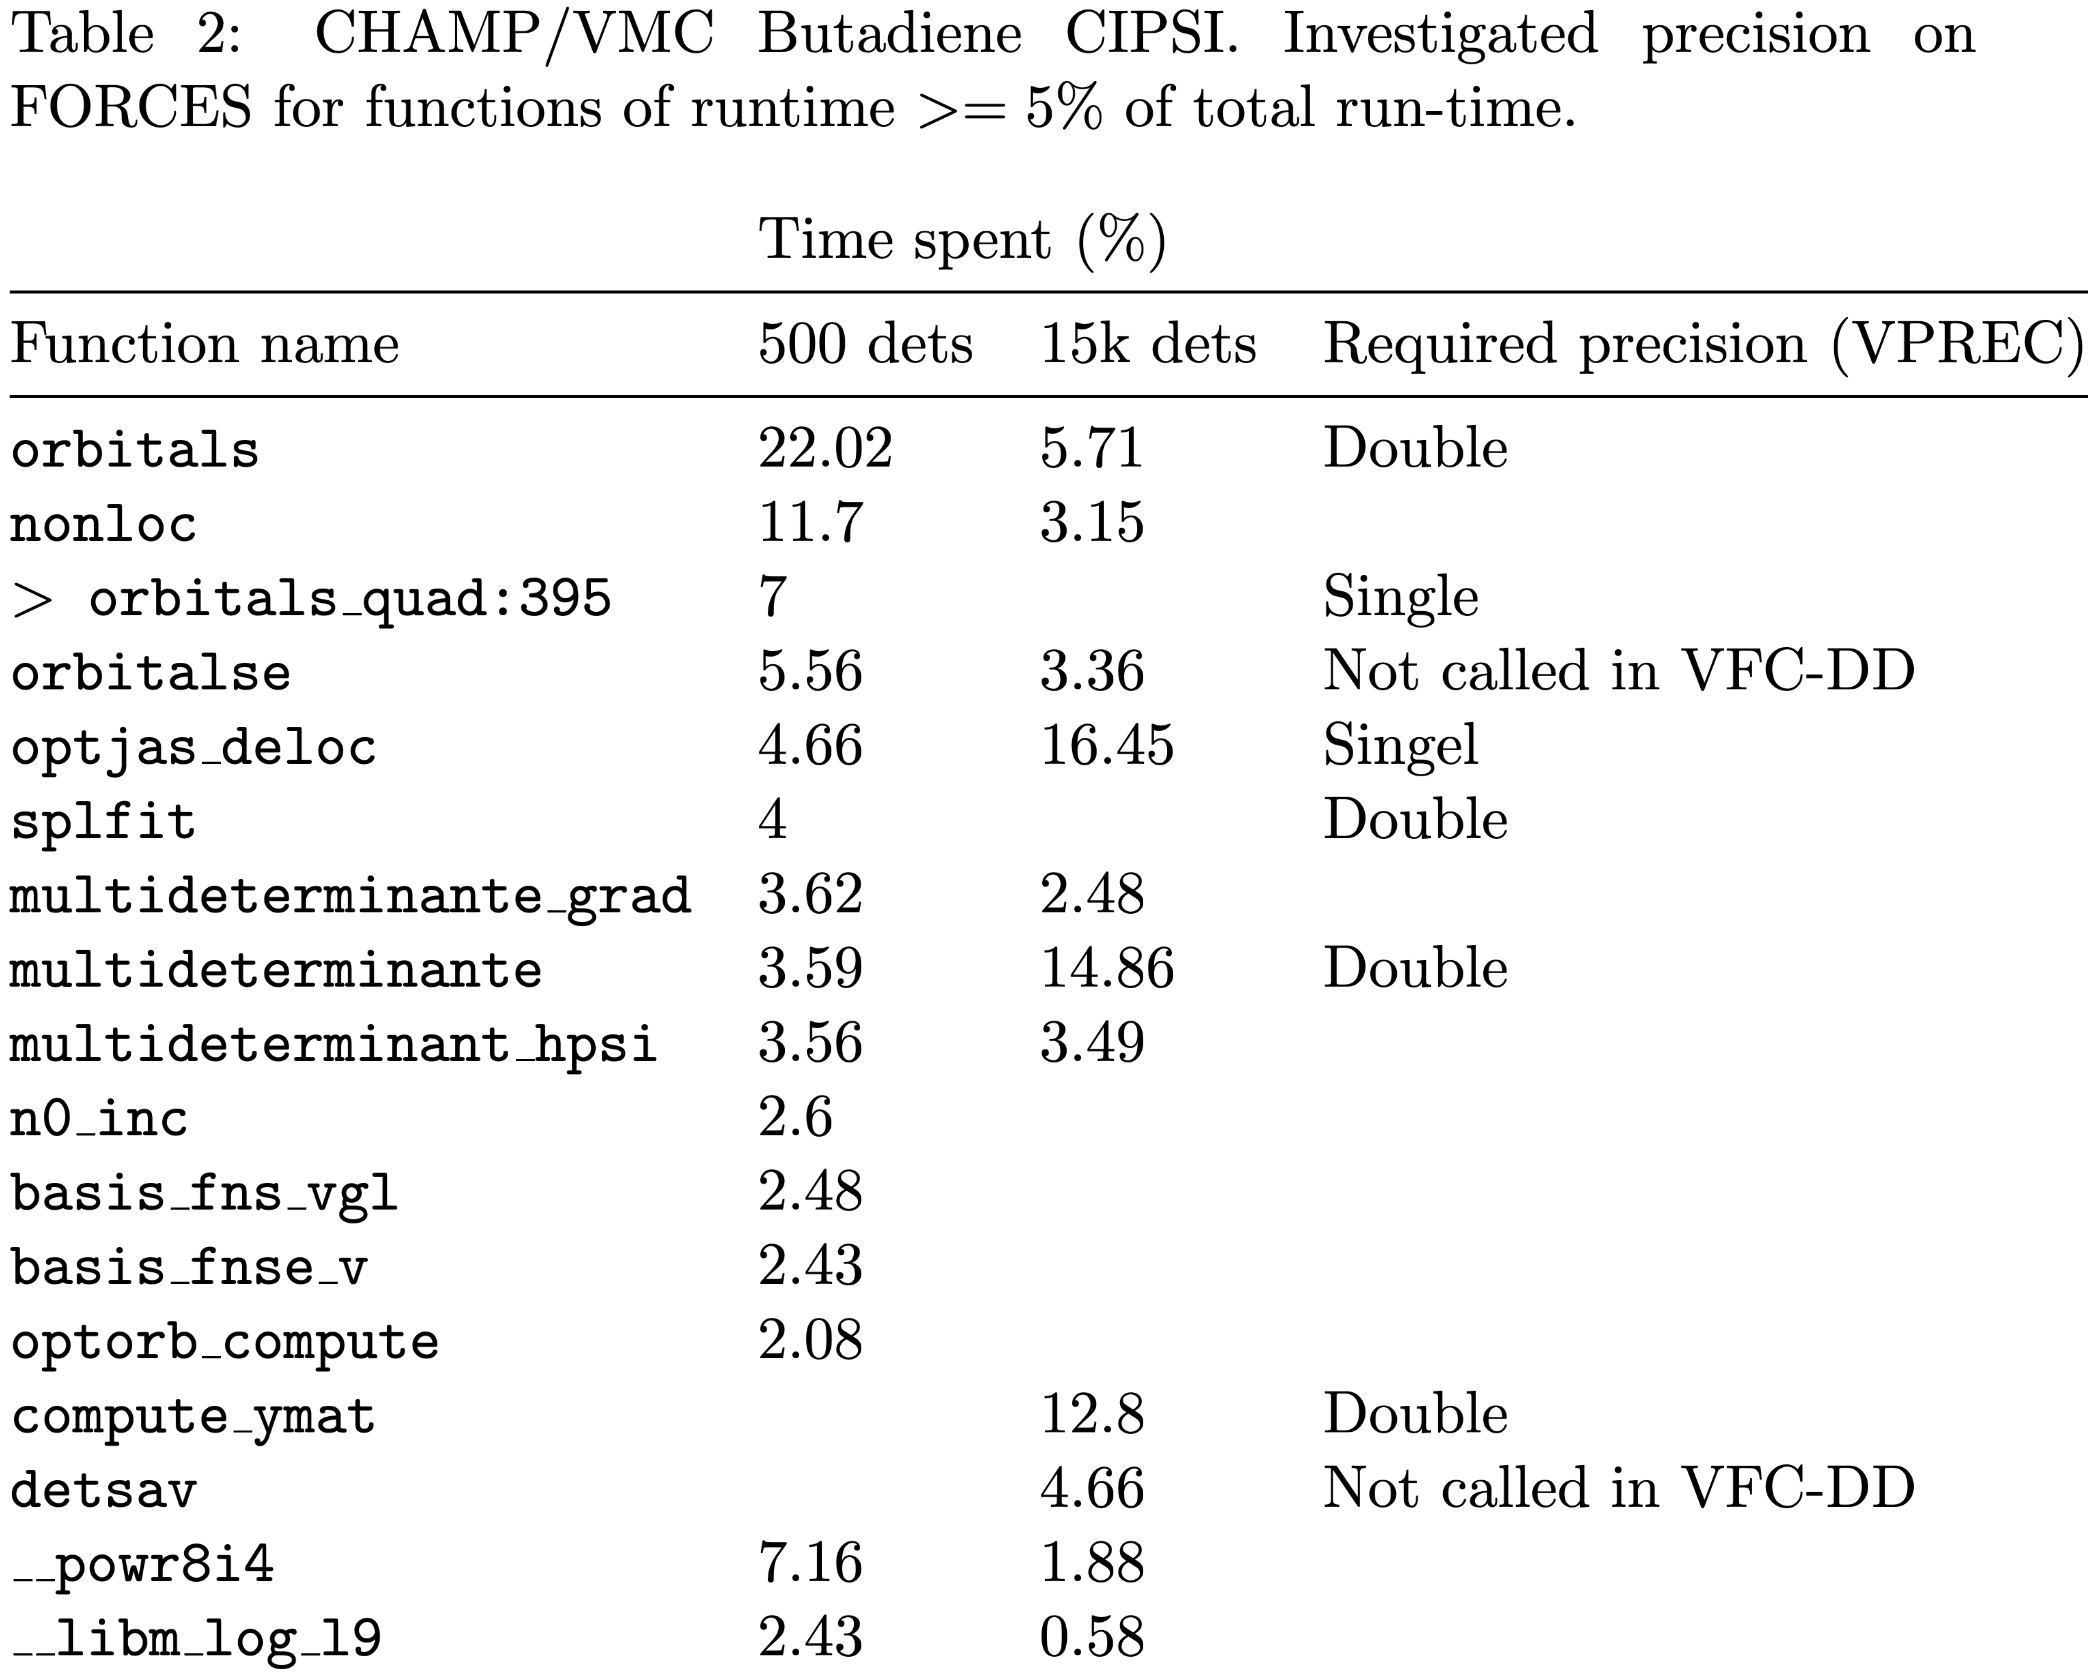 Table 2: CHAMP/VMC Butadiene CIPSI. Investigated precision on
FORCES for functions of runtime >= 5% of total run-time.
Time spent (%)
Function name 500 dets 15k dets Required precision (VPREC)
orbitals 22.02 5.71 Double
nonloc 11.7 3.15
> orbitals_quad:395 7 Single
orbitalse 5.56 3.36 Not called in VFC-DD
optjas_deloc 4.66 16.45 Singel
splfit 4 Double
multideterminante_grad 3.62 2.48
multideterminante 3.59 14.86 Double
multideterminant_hpsi 3.56 3.49
n0_inc 2.6
basis_fns_vgl 2.48
basis_fnse_v 2.43
optorb_compute 2.08
compute_ymat 12.8 Double
detsav 4.66 Not called in VFC-DD
__powr8i4 7.16 1.88
__libm_log_l9 2.43 0.58